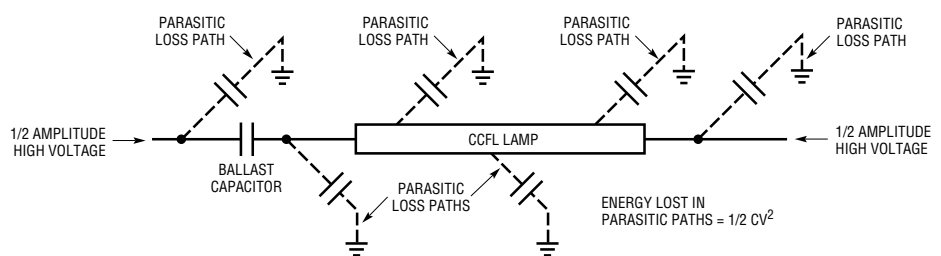 PARASITIC
LOSS PATH
PARASITIC
LOSS PATH
PARASITIC
LOSS PATH
PARASITIC
LOSS PATH
1/2 AMPLITUDE
HIGH VOLTAGE
BALLAST
CAPACITOR
CCFL LAMP
1/2 AMPLITUDE
HIGH VOLTAGE
PARASITIC
LOSS PATHS
ENERGY LOST IN
PARASITIC PATHS = 1/2 CV²